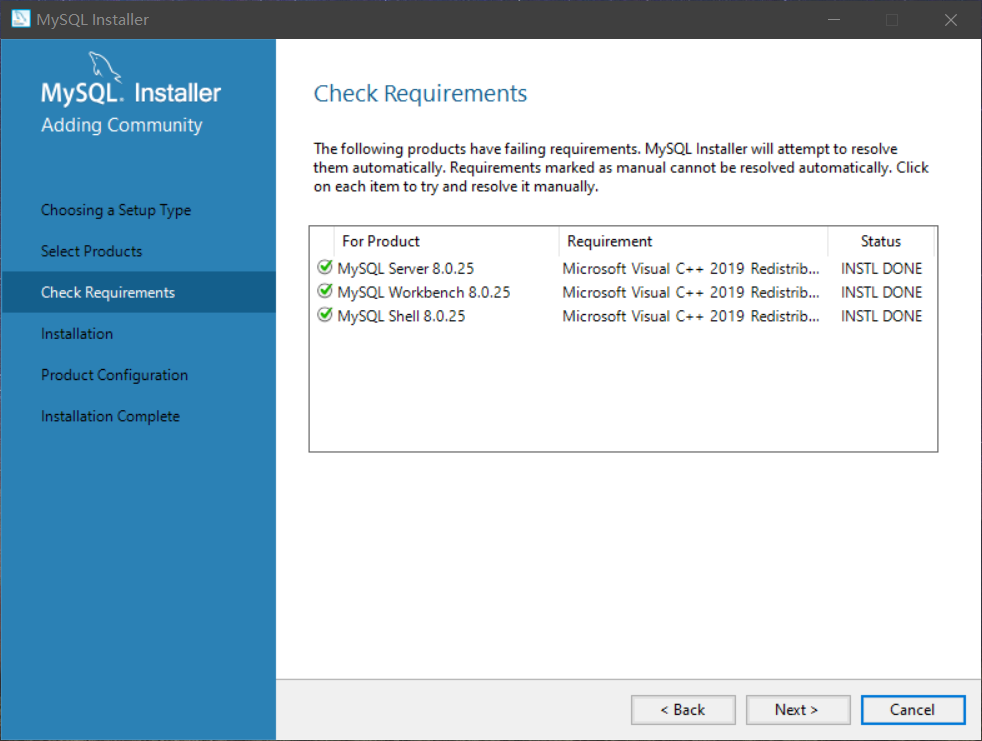 MySQL Installer
MySQL. Installer
Adding Community
Choosing a Setup Type
Select Products
Check Requirements
Installation
Product Configuration
Installation Complete
Check Requirements
The following products have failing requirements. MySQL Installer will attempt to resolve
them automatically. Requirements marked as manual cannot be resolved automatically. Click
on each item to try and resolve it manually.
For Product Requirement Status
MySQL Server 8.0.25 Microsoft Visual C++ 2019 Redistrib... INSTL DONE
MySQL Workbench 8.0.25 Microsoft Visual C++ 2019 Redistrib... INSTL DONE
MySQL Shell 8.0.25 Microsoft Visual C++ 2019 Redistrib... INSTL DONE
< Back Next > Cancel